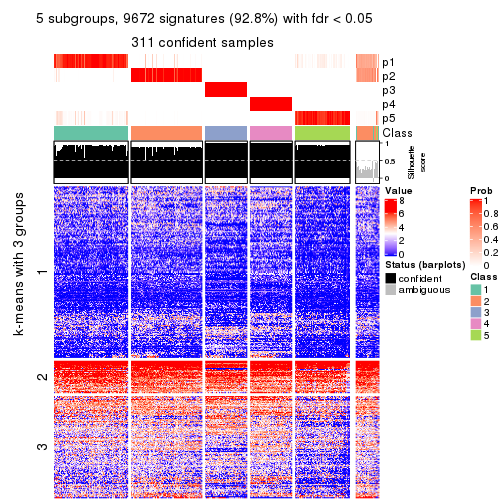 5 subgroups, 9672 signatures (92.8%) with fdr < 0.05
311 confident samples
p1
p2
p3
p4
p5
Class
1
0.5
0
Silhouette
score
k-means with 3 groups
1
2
3
Value
8
6
4
2
0
Status (barplots)
confident
ambiguous
Prob
1
0.8
0.6
0.4
0.2
0
Class
1
2
3
4
5